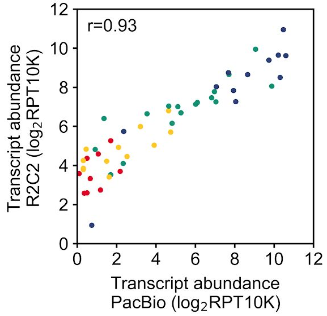 12
r=0.93
10
8
6
4
2
0
0 2 4 6 8 10 12
Transcript abundance
R2C2 (log₂RPT10K)
Transcript abundance
PacBio (log₂RPT10K)